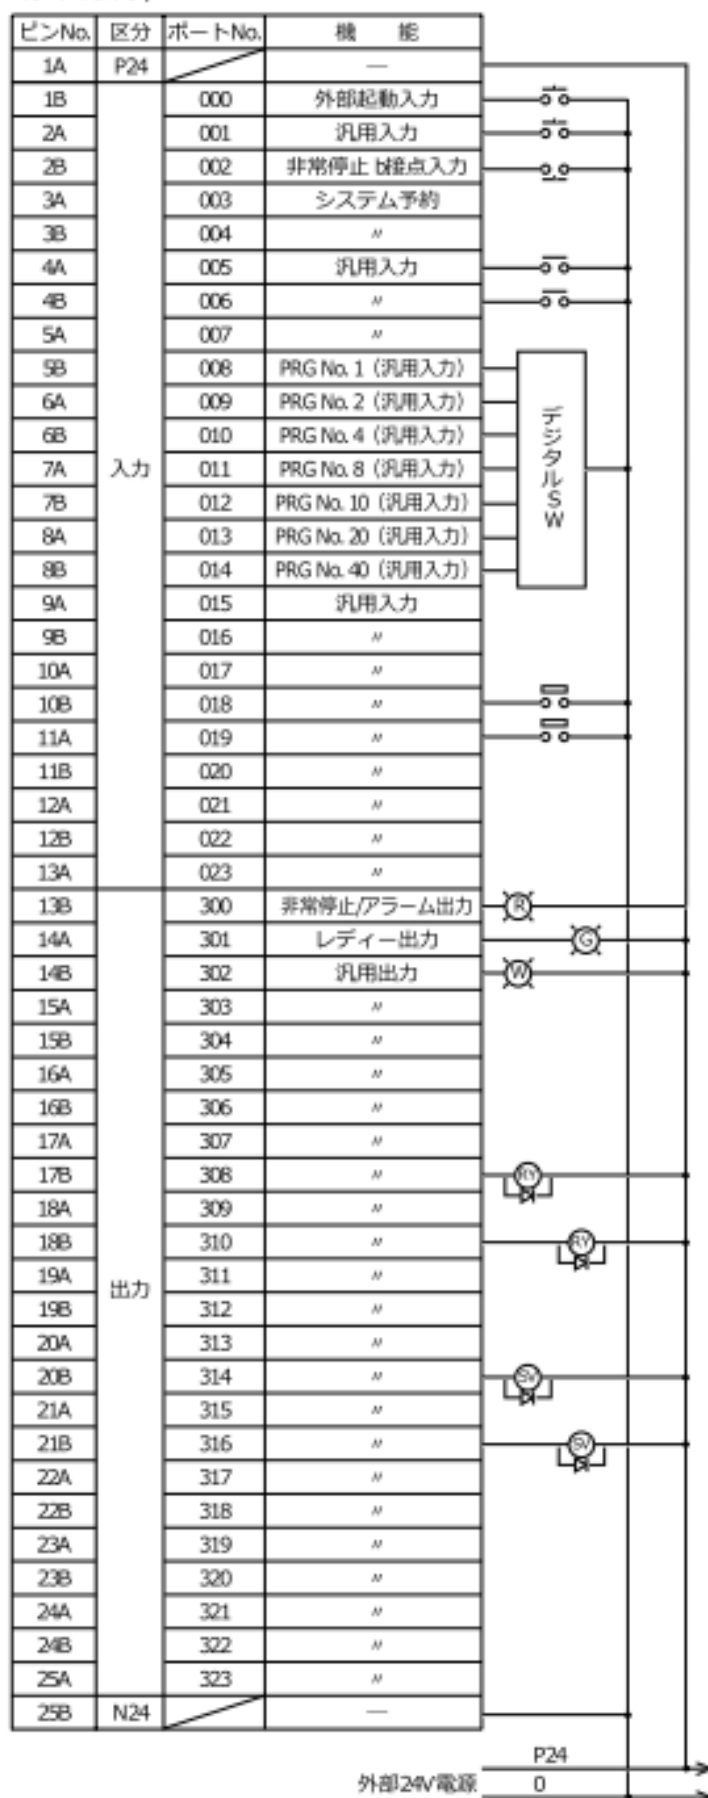 ピンNo. 区分 ポートNo. 機 能
1A P24 —
1B 000 外部起動入力
2A 001 汎用入力
2B 002 非常停止 b接点入力
3A 003 システム予約
3B 004 〃
4A 005 汎用入力
4B 006 〃
5A 007 〃
5B 008 PRG No. 1（汎用入力）
6A 009 PRG No. 2（汎用入力）
6B 010 PRG No. 4（汎用入力）
7A 入力 011 PRG No. 8（汎用入力）
7B 012 PRG No. 10（汎用入力）
8A 013 PRG No. 20（汎用入力）
8B 014 PRG No. 40（汎用入力）
デジタルSW
9A 015 汎用入力
9B 016 〃
10A 017 〃
10B 018 〃
11A 019 〃
11B 020 〃
12A 021 〃
12B 022 〃
13A 023 〃
13B 300 非常停止/アラーム出力 R
14A 301 レディー出力 G
14B 302 汎用出力 W
15A 303 〃
15B 304 〃
16A 305 〃
16B 306 〃
17A 307 〃
17B 308 〃 RY
18A 309 〃
18B 310 〃 RY
19A 出力 311 〃
19B 312 〃
20A 313 〃
20B 314 〃 SV
21A 315 〃
21B 316 〃 SV
22A 317 〃
22B 318 〃
23A 319 〃
23B 320 〃
24A 321 〃
24B 322 〃
25A 323 〃
25B N24 —
P24
外部24V電源 0